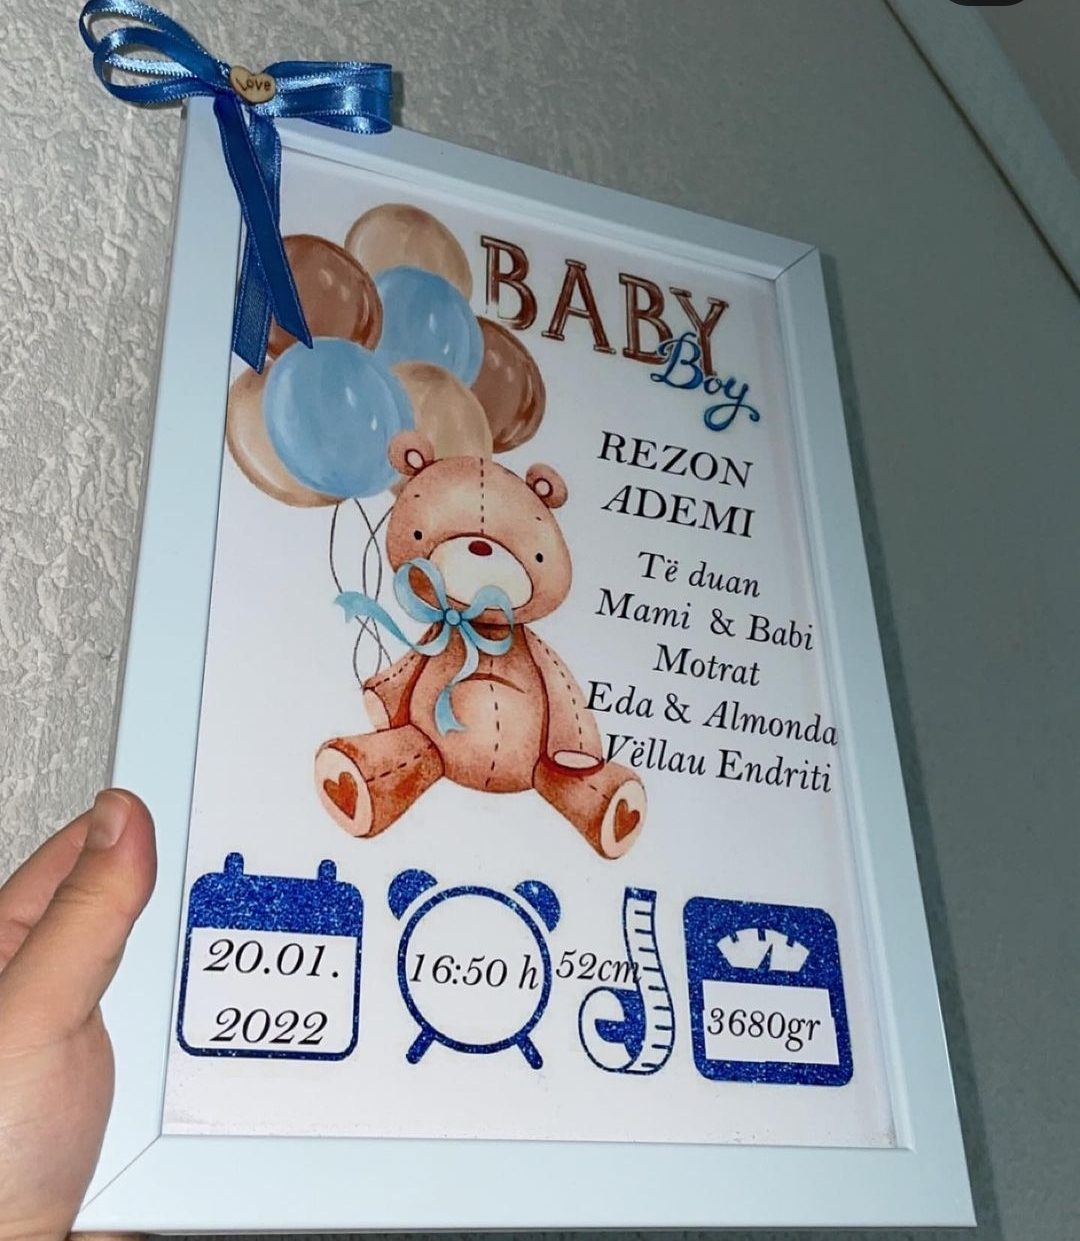 Love
BABY
Boy
REZON
ADEMI
Të duan
Mami & Babi
Motrat
Eda & Almonda
Vëllau Endriti
20.01.
2022
16:50 h
52cm
3680gr